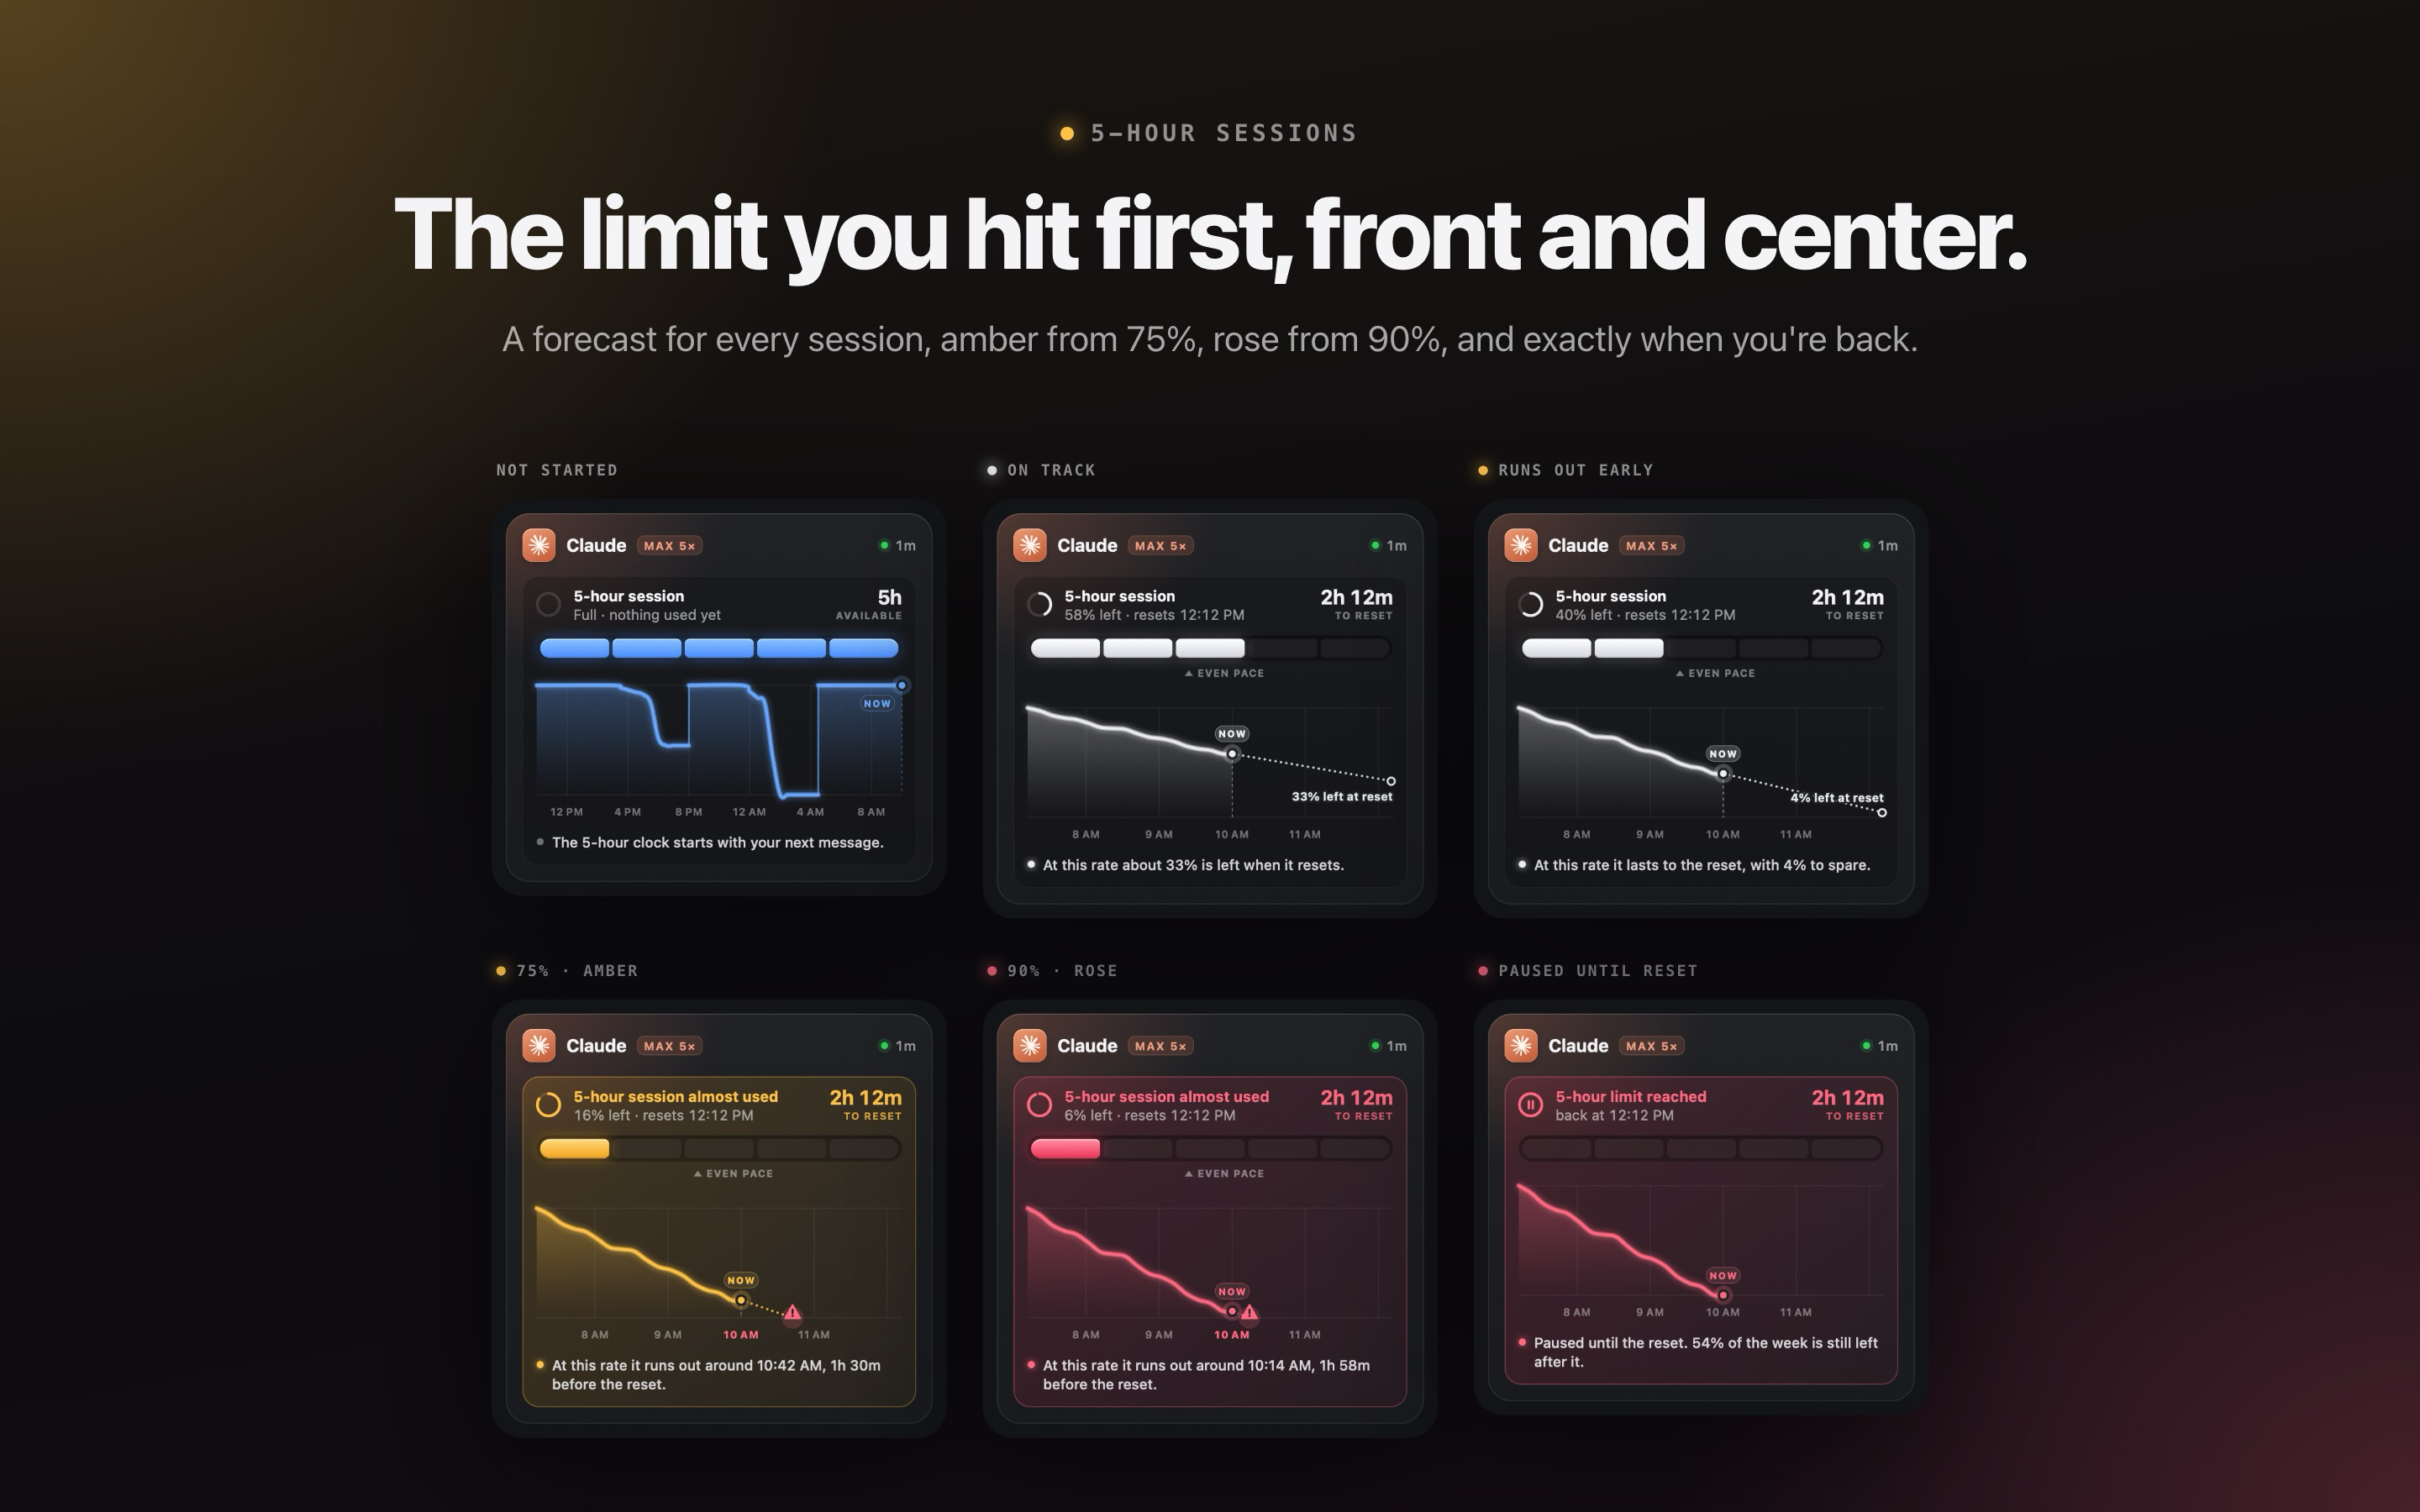 5-HOUR SESSIONS
The limit you hit first, front and center.
A forecast for every session, amber from 75%, rose from 90%, and exactly when you're back.
NOT STARTED
Claude MAX 5× 1m
5-hour session 5h
Full · nothing used yet AVAILABLE
NOW
12 PM 4 PM 8 PM 12 AM 4 AM 8 AM
The 5-hour clock starts with your next message.
ON TRACK
Claude MAX 5× 1m
5-hour session 2h 12m
58% left · resets 12:12 PM TO RESET
EVEN PACE
NOW
33% left at reset
8 AM 9 AM 10 AM 11 AM
At this rate about 33% is left when it resets.
RUNS OUT EARLY
Claude MAX 5× 1m
5-hour session 2h 12m
40% left · resets 12:12 PM TO RESET
EVEN PACE
NOW
4% left at reset
8 AM 9 AM 10 AM 11 AM
At this rate it lasts to the reset, with 4% to spare.
75% · AMBER
Claude MAX 5× 1m
5-hour session almost used 2h 12m
16% left · resets 12:12 PM TO RESET
EVEN PACE
NOW
8 AM 9 AM 10 AM 11 AM
At this rate it runs out around 10:42 AM, 1h 30m
before the reset.
90% · ROSE
Claude MAX 5× 1m
5-hour session almost used 2h 12m
6% left · resets 12:12 PM TO RESET
EVEN PACE
NOW
8 AM 9 AM 10 AM 11 AM
At this rate it runs out around 10:14 AM, 1h 58m
before the reset.
PAUSED UNTIL RESET
Claude MAX 5× 1m
5-hour limit reached 2h 12m
back at 12:12 PM TO RESET
NOW
8 AM 9 AM 10 AM 11 AM
Paused until the reset. 54% of the week is still left
after it.